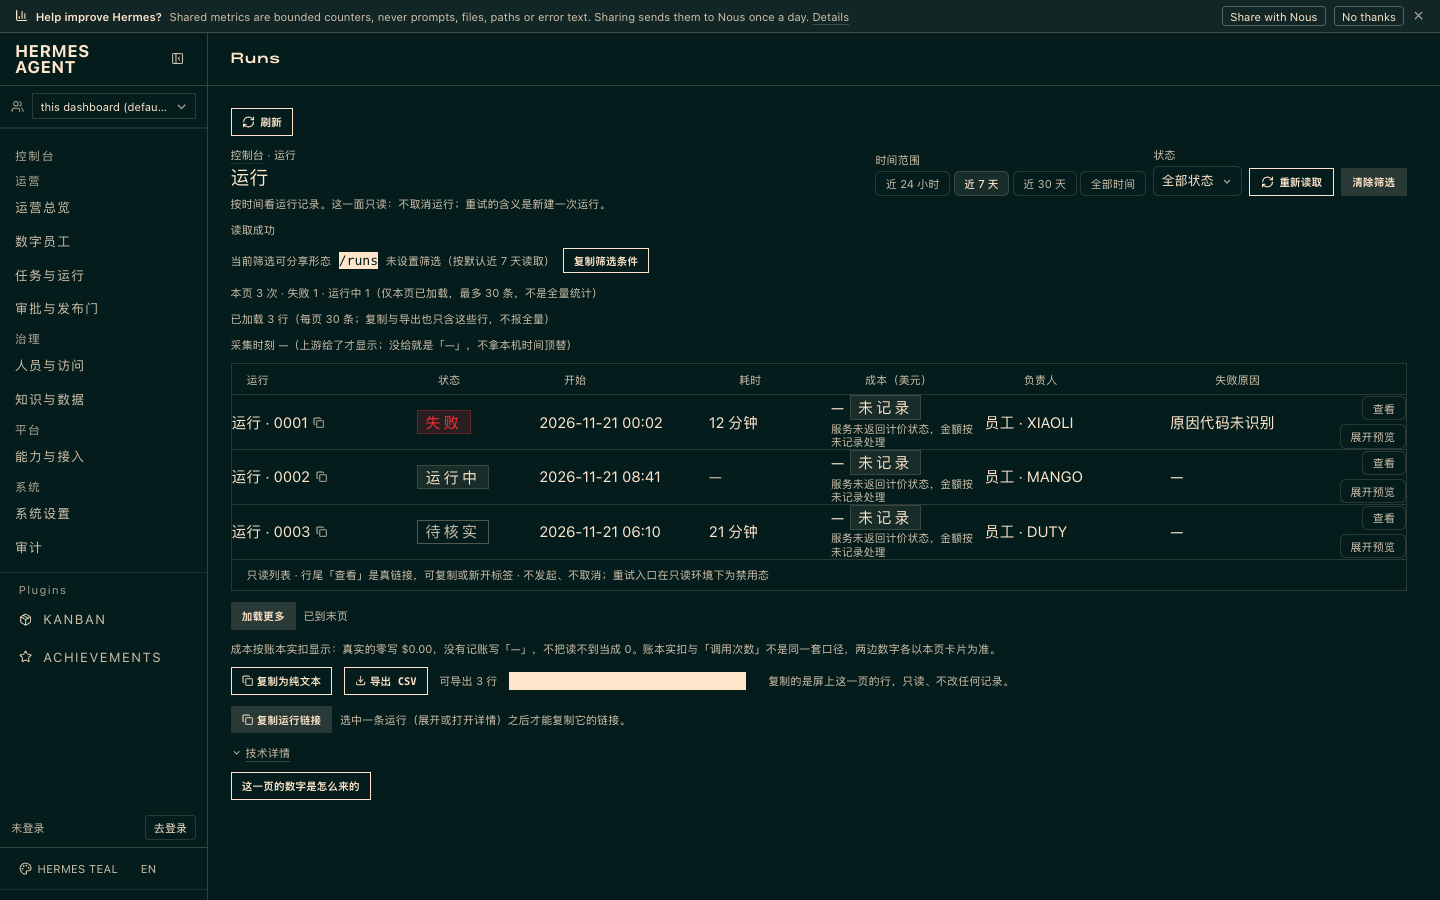 Help improve Hermes? Shared metrics are bounded counters, never prompts, files, paths or error text. Sharing sends them to Nous once a day. Details
Share with Nous
No thanks
HERMES
AGENT
Runs
this dashboard (defau...
控制台
运营
运营总览
数字员工
任务与运行
审批与发布门
治理
人员与访问
知识与数据
平台
能力与接入
系统
系统设置
审计
Plugins
KANBAN
ACHIEVEMENTS
未登录
去登录
HERMES TEAL
EN
刷新
控制台 · 运行
运行
按时间看运行记录。这一面只读：不取消运行；重试的含义是新建一次运行。
时间范围
近 24 小时
近 7 天
近 30 天
全部时间
状态
全部状态
重新读取
清除筛选
读取成功
当前筛选可分享形态 /runs 未设置筛选（按默认近 7 天读取）
复制筛选条件
本页 3 次 · 失败 1 · 运行中 1（仅本页已加载，最多 30 条，不是全量统计）
已加载 3 行（每页 30 条；复制与导出也只含这些行，不报全量）
采集时刻 —（上游给了才显示；没给就是「—」，不拿本机时间顶替）
运行 状态 开始 耗时 成本（美元） 负责人 失败原因
运行 · 0001 失败 2026-11-21 00:02 12 分钟 — 未记录 员工 · XIAOLI 原因代码未识别 查看
服务未返回计价状态，金额按
未记录处理
展开预览
运行 · 0002 运行中 2026-11-21 08:41 — — 未记录 员工 · MANGO — 查看
服务未返回计价状态，金额按
未记录处理
展开预览
运行 · 0003 待核实 2026-11-21 06:10 21 分钟 — 未记录 员工 · DUTY — 查看
服务未返回计价状态，金额按
未记录处理
展开预览
只读列表 · 行尾「查看」是真链接，可复制或新开标签 · 不发起、不取消；重试入口在只读环境下为禁用态
加载更多
已到末页
成本按账本实扣显示：真实的零写 $0.00，没有记账写「—」，不把读不到当成 0。账本实扣与「调用次数」不是同一套口径，两边数字各以本页卡片为准。
复制为纯文本
导出 CSV
可导出 3 行
复制的是屏上这一页的行，只读、不改任何记录。
复制运行链接
选中一条运行（展开或打开详情）之后才能复制它的链接。
技术详情
这一页的数字是怎么来的